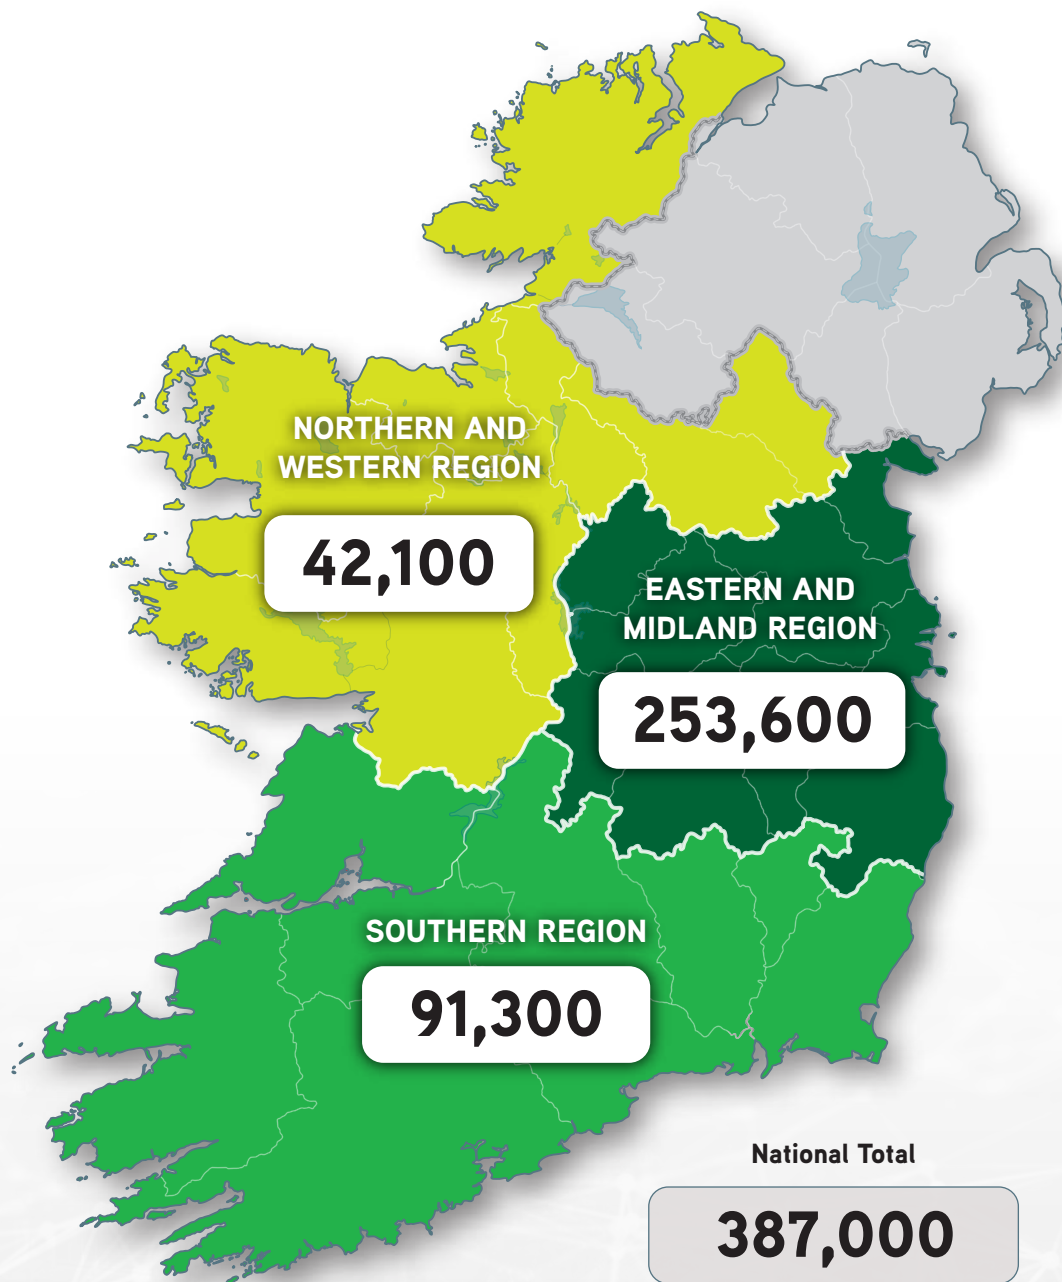 NORTHERN AND
WESTERN REGION
42,100
EASTERN AND
MIDLAND REGION
253,600
SOUTHERN REGION
91,300
National Total
387,000